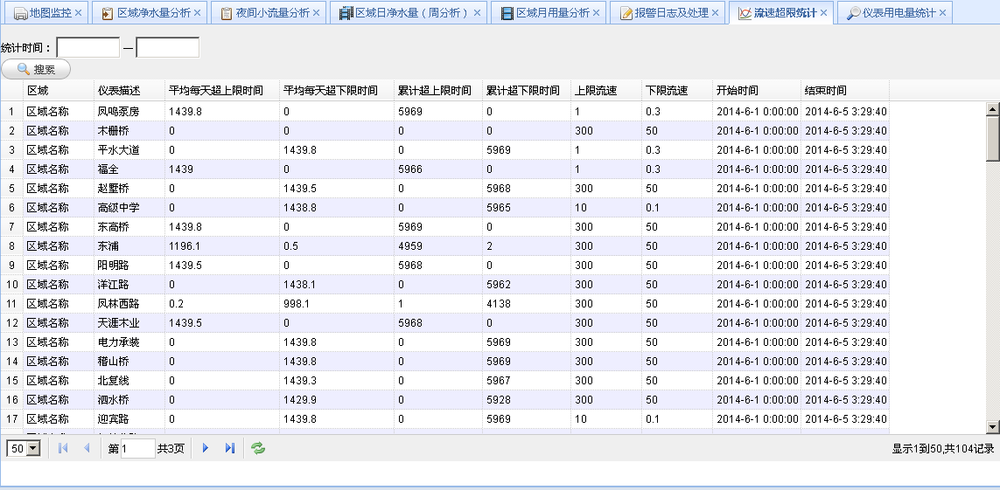 地图监控 区域净水量分析 夜间小流量分析 区域日净水量（周分析） 区域月用量分析 报警日志及处理 流速超限统计 仪表用电量统计
统计时间： —
搜索
区域 仪表描述 平均每天超上限时间 平均每天超下限时间 累计超上限时间 累计超下限时间 上限流速 下限流速 开始时间 结束时间
1 区域名称 凤鸣泵房 1439.8 0 5969 0 1 0.3 2014-6-1 0:00:00 2014-6-5 3:29:40
2 区域名称 木栅桥 0 0 0 0 300 50 2014-6-1 0:00:00 2014-6-5 3:29:40
3 区域名称 平水大道 0 1439.8 0 5969 1 0.3 2014-6-1 0:00:00 2014-6-5 3:29:40
4 区域名称 福全 1439 0 5966 0 1 0.3 2014-6-1 0:00:00 2014-6-5 3:29:40
5 区域名称 赵墅桥 0 1439.5 0 5968 300 50 2014-6-1 0:00:00 2014-6-5 3:29:40
6 区域名称 高级中学 0 1438.8 0 5965 10 0.1 2014-6-1 0:00:00 2014-6-5 3:29:40
7 区域名称 东高桥 1439.8 0 5969 0 300 50 2014-6-1 0:00:00 2014-6-5 3:29:40
8 区域名称 东浦 1196.1 0.5 4959 2 300 50 2014-6-1 0:00:00 2014-6-5 3:29:40
9 区域名称 阳明路 1439.5 0 5968 0 300 50 2014-6-1 0:00:00 2014-6-5 3:29:40
10 区域名称 洋江路 0 1438.1 0 5962 300 50 2014-6-1 0:00:00 2014-6-5 3:29:40
11 区域名称 凤林西路 0.2 998.1 1 4138 300 50 2014-6-1 0:00:00 2014-6-5 3:29:40
12 区域名称 天涯木业 1439.5 0 5968 0 300 50 2014-6-1 0:00:00 2014-6-5 3:29:40
13 区域名称 电力承装 0 1439.8 0 5969 300 50 2014-6-1 0:00:00 2014-6-5 3:29:40
14 区域名称 稽山桥 0 1439.8 0 5969 300 50 2014-6-1 0:00:00 2014-6-5 3:29:40
15 区域名称 北复线 0 1439.3 0 5967 300 50 2014-6-1 0:00:00 2014-6-5 3:29:40
16 区域名称 泗水桥 0 1429.9 0 5928 300 50 2014-6-1 0:00:00 2014-6-5 3:29:40
17 区域名称 迎宾路 0 1439.8 0 5969 10 0.1 2014-6-1 0:00:00 2014-6-5 3:29:40
50 第 1 共3页 显示1到50,共104记录